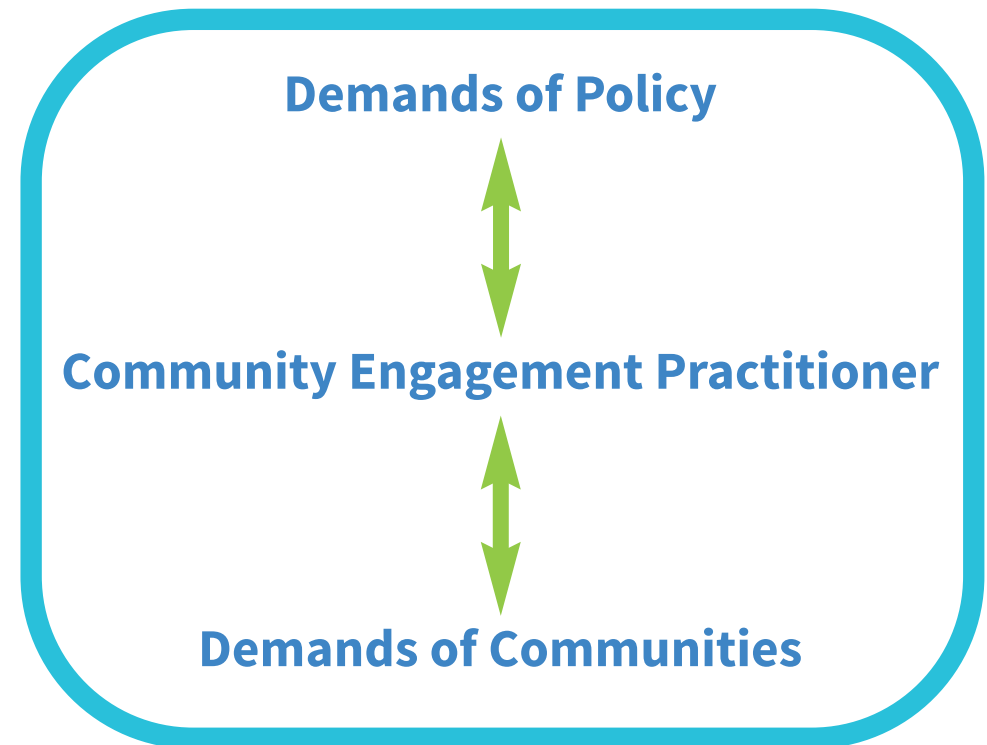 Demands of Policy
Community Engagement Practitioner
Demands of Communities